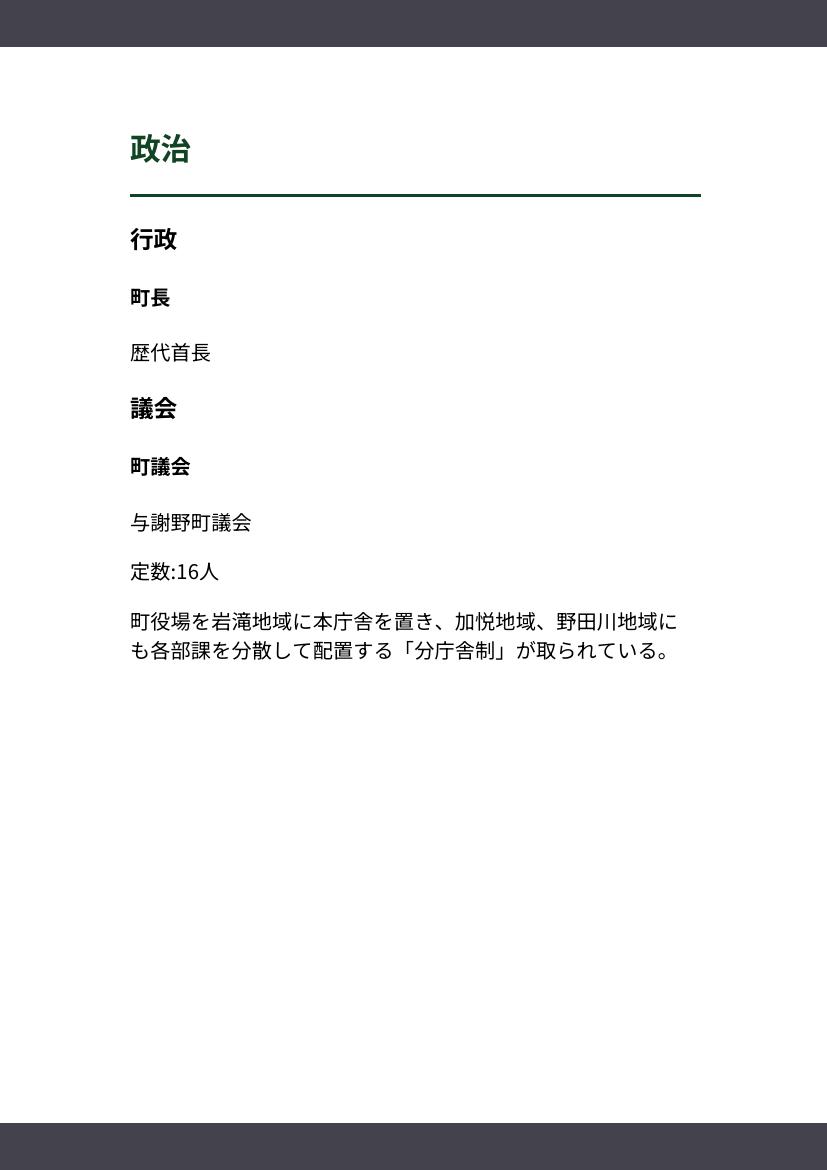 政治
行政
町長
歴代首長
議会
町議会
与謝野町議会
定数:16人
町役場を岩滝地域に本庁舎を置き、加悦地域、野田川地域に
も各部課を分散して配置する「分庁舎制」が取られている。